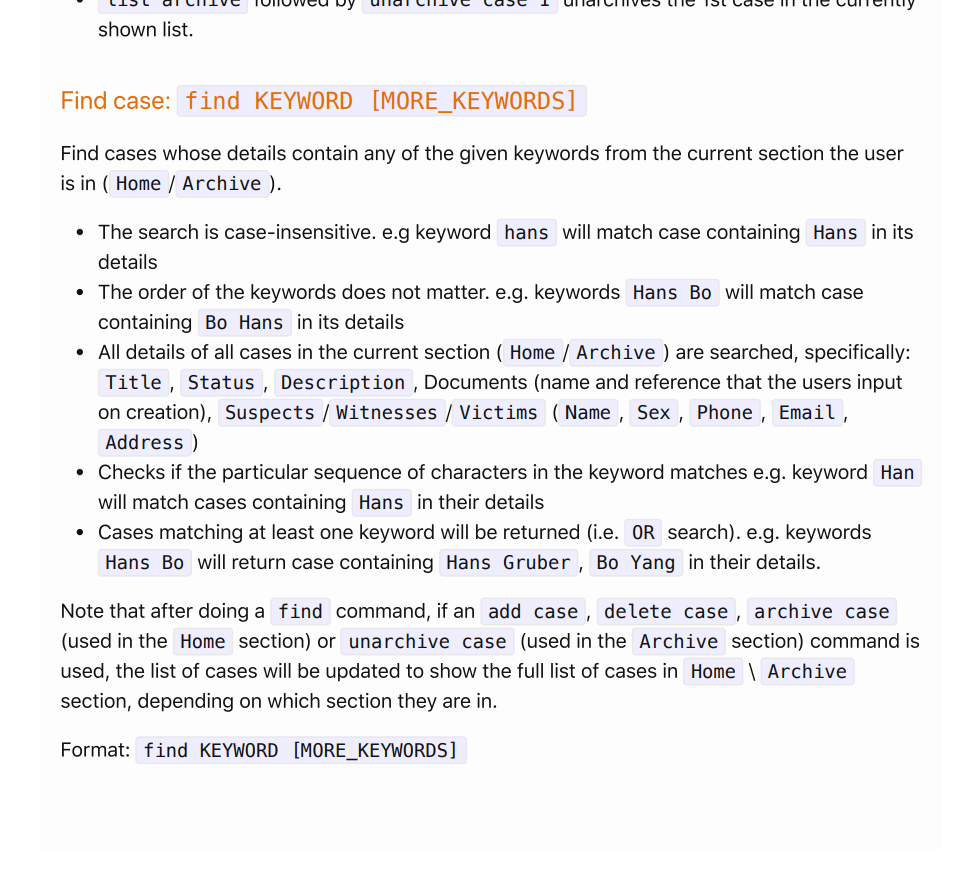 • list archive followed by unarchive case 1 unarchives the 1st case in the currently
shown list.
Find case: find KEYWORD [MORE_KEYWORDS]
Find cases whose details contain any of the given keywords from the current section the user
is in ( Home / Archive ).
• The search is case-insensitive. e.g keyword hans will match case containing Hans in its
details
• The order of the keywords does not matter. e.g. keywords Hans Bo will match case
containing Bo Hans in its details
• All details of all cases in the current section ( Home / Archive ) are searched, specifically:
Title , Status , Description , Documents (name and reference that the users input
on creation), Suspects / Witnesses / Victims ( Name , Sex , Phone , Email ,
Address )
• Checks if the particular sequence of characters in the keyword matches e.g. keyword Han
will match cases containing Hans in their details
• Cases matching at least one keyword will be returned (i.e. OR search). e.g. keywords
Hans Bo will return case containing Hans Gruber , Bo Yang in their details.
Note that after doing a find command, if an add case , delete case , archive case
(used in the Home section) or unarchive case (used in the Archive section) command is
used, the list of cases will be updated to show the full list of cases in Home \ Archive
section, depending on which section they are in.
Format: find KEYWORD [MORE_KEYWORDS]